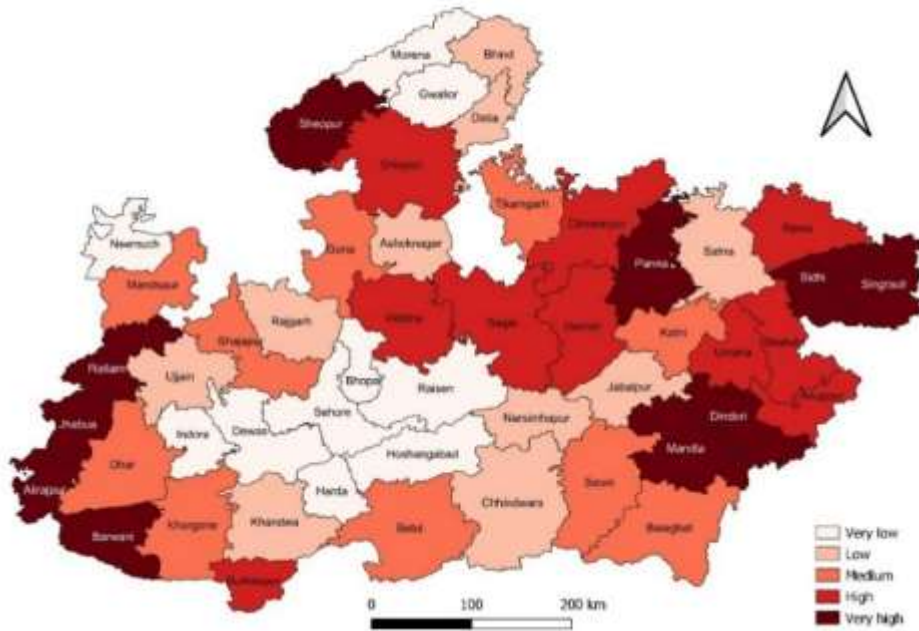 Morena
Bhind
Gwalior
Datia
Sheopur
Shivpuri
Tikamgarh
Chhatarpur
Rewa
Neemuch
Guna
Ashoknagar
Panna
Satna
Sidhi
Singrauli
Mandsaur
Vidisha
Sagar
Damoh
Rajgarh
Shajapur
Katni
Umaria
Shahdol
Ratlam
Ujjain
Bhopal
Raisen
Jabalpur
Anuppur
Jhabua
Indore
Dewas
Sehore
Narsinhapur
Dindori
Mandla
Dhar
Hoshangabad
Alirajpur
Harda
Chhindwara
Seoni
Barwani
Khargone
Khandwa
Betul
Balaghat
Very low
Low
Medium
High
Very high
0 100 200 km